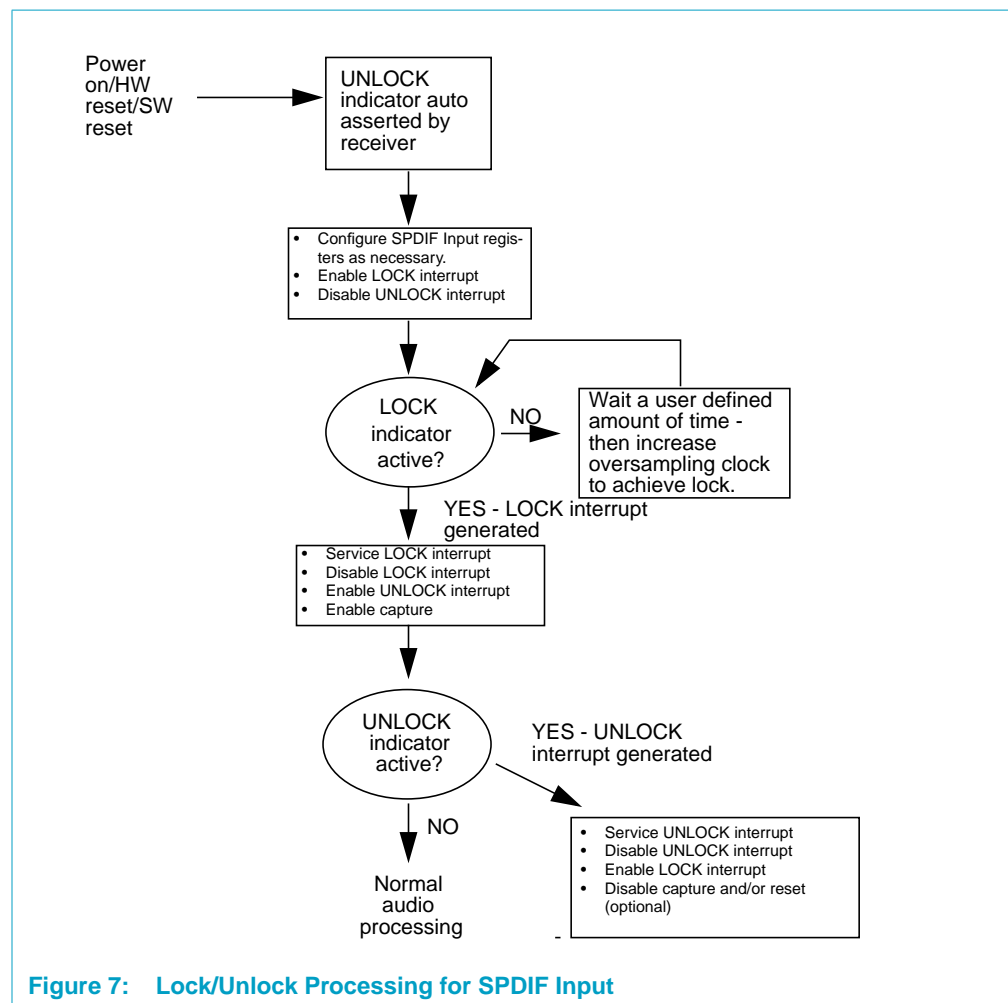 Power
on/HW
reset/SW
reset
UNLOCK
indicator auto
asserted by
receiver
• Configure SPDIF Input regis-
ters as necessary.
• Enable LOCK interrupt
• Disable UNLOCK interrupt
LOCK
indicator
active?
NO
Wait a user defined
amount of time -
then increase
oversampling clock
to achieve lock.
YES - LOCK interrupt
generated
• Service LOCK interrupt
• Disable LOCK interrupt
• Enable UNLOCK interrupt
• Enable capture
UNLOCK
indicator
active?
YES - UNLOCK
interrupt generated
NO
• Service UNLOCK interrupt
• Disable UNLOCK interrupt
• Enable LOCK interrupt
• Disable capture and/or reset
(optional)
Normal
audio
processing
Figure 7: Lock/Unlock Processing for SPDIF Input